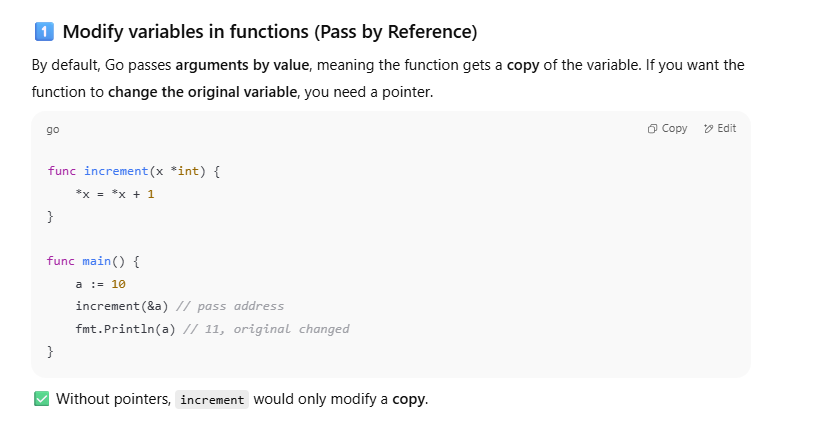 1 Modify variables in functions (Pass by Reference)
By default, Go passes arguments by value, meaning the function gets a copy of the variable. If you want the
function to change the original variable, you need a pointer.
go
Copy Edit
func increment(x *int) {
    *x = *x + 1
}
func main() {
    a := 10
    increment(&a) // pass address
    fmt.Println(a) // 11, original changed
}
✅ Without pointers, increment would only modify a copy.